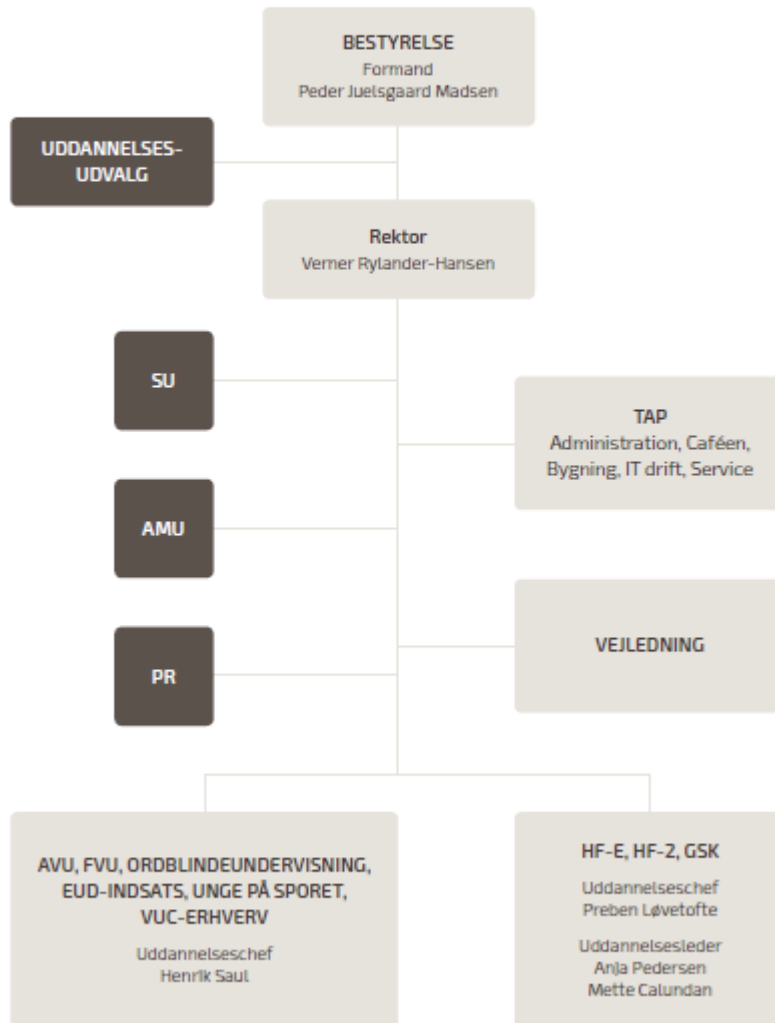 BESTYRELSE
Formand
Peder Juelsgaard Madsen
UDDANNELSES-
UDVALG
Rektor
Verner Rylander-Hansen
SU
TAP
Administration, Caféen,
Bygning, IT drift, Service
AMU
VEJLEDNING
PR
AVU, FVU, ORDBLINDEUNDERVISNING,
EUD-INDSATS, UNGE PÅ SPORET,
VUC-ERHVERV
Uddannelseschef
Henrik Saul
HF-E, HF-2, GSK
Uddannelseschef
Preben Løvetofte
Uddannelsesleder
Anja Pedersen
Mette Calundan